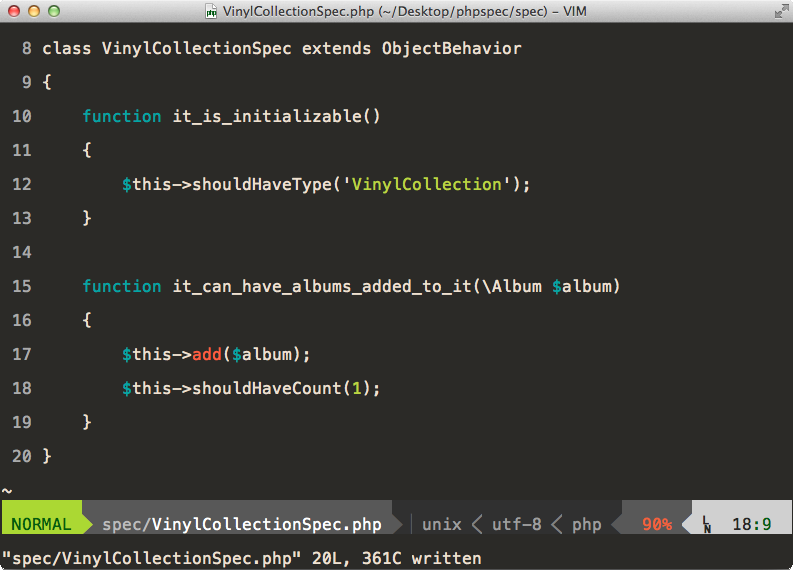 VinylCollectionSpec.php (~/Desktop/phpspec/spec) – VIM
8 class VinylCollectionSpec extends ObjectBehavior
9 {
10     function it_is_initializable()
11     {
12         $this->shouldHaveType('VinylCollection');
13     }
14
15     function it_can_have_albums_added_to_it(\Album $album)
16     {
17         $this->add($album);
18         $this->shouldHaveCount(1);
19     }
20 }
~
NORMAL spec/VinylCollectionSpec.php unix < utf-8 < php 90% LN 18:9
"spec/VinylCollectionSpec.php" 20L, 361C written